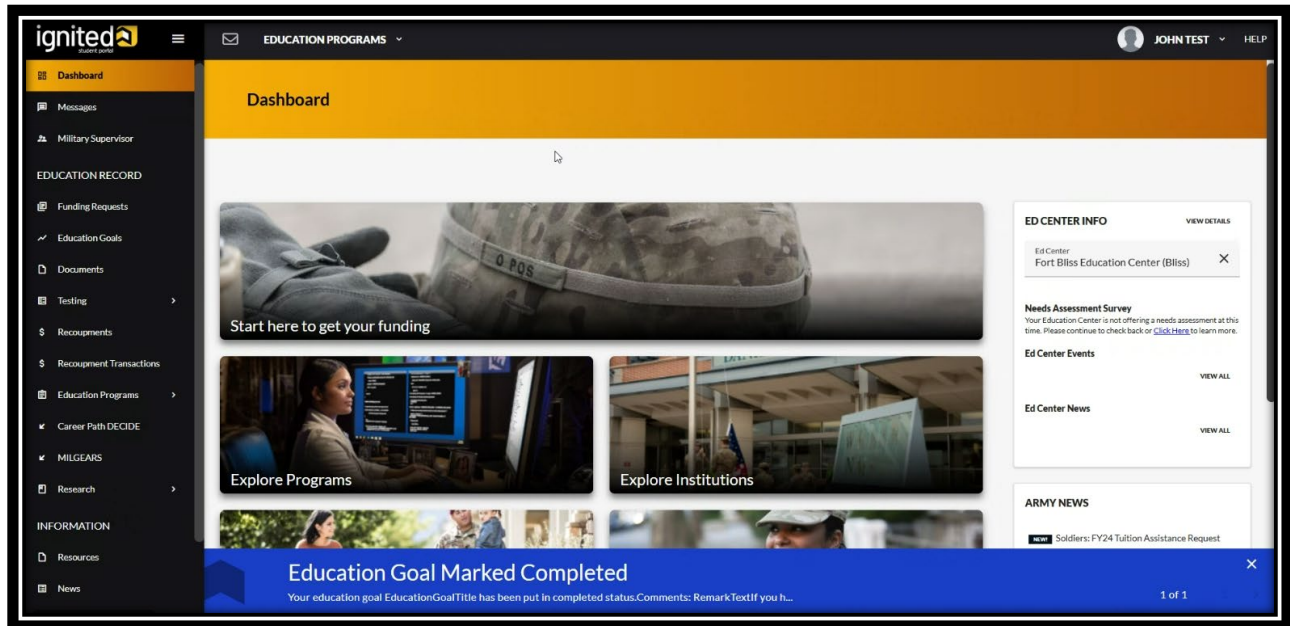 ignited
student portal
EDUCATION PROGRAMS
JOHN TEST
HELP
Dashboard
Messages
Military Supervisor
EDUCATION RECORD
Funding Requests
Education Goals
Documents
Testing
$ Recoupments
$ Recoupment Transactions
Education Programs
Career Path DECIDE
MILGEARS
Research
INFORMATION
Resources
News
Dashboard
O POS
Start here to get your funding
Explore Programs
Explore Institutions
ED CENTER INFO
VIEW DETAILS
Ed Center
Fort Bliss Education Center (Bliss)
Needs Assessment Survey
Your Education Center is not offering a needs assessment at this
time. Please continue to check back or Click Here to learn more.
Ed Center Events
VIEW ALL
Ed Center News
VIEW ALL
ARMY NEWS
NEW! Soldiers: FY24 Tuition Assistance Request
Education Goal Marked Completed
Your education goal EducationGoalTitle has been put in completed status.Comments: RemarkTextIf you h...
1 of 1